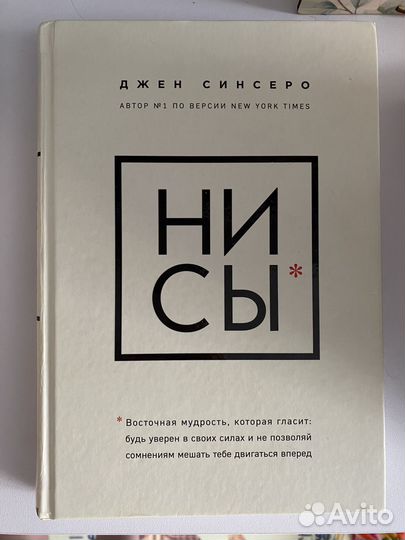 ДЖЕН СИНСЕРО
АВТОР №1 ПО ВЕРСИИ NEW YORK TIMES
НИ
СЫ*
* Восточная мудрость, которая гласит:
будь уверен в своих силах и не позволяй
сомнениям мешать тебе двигаться вперед
Avito